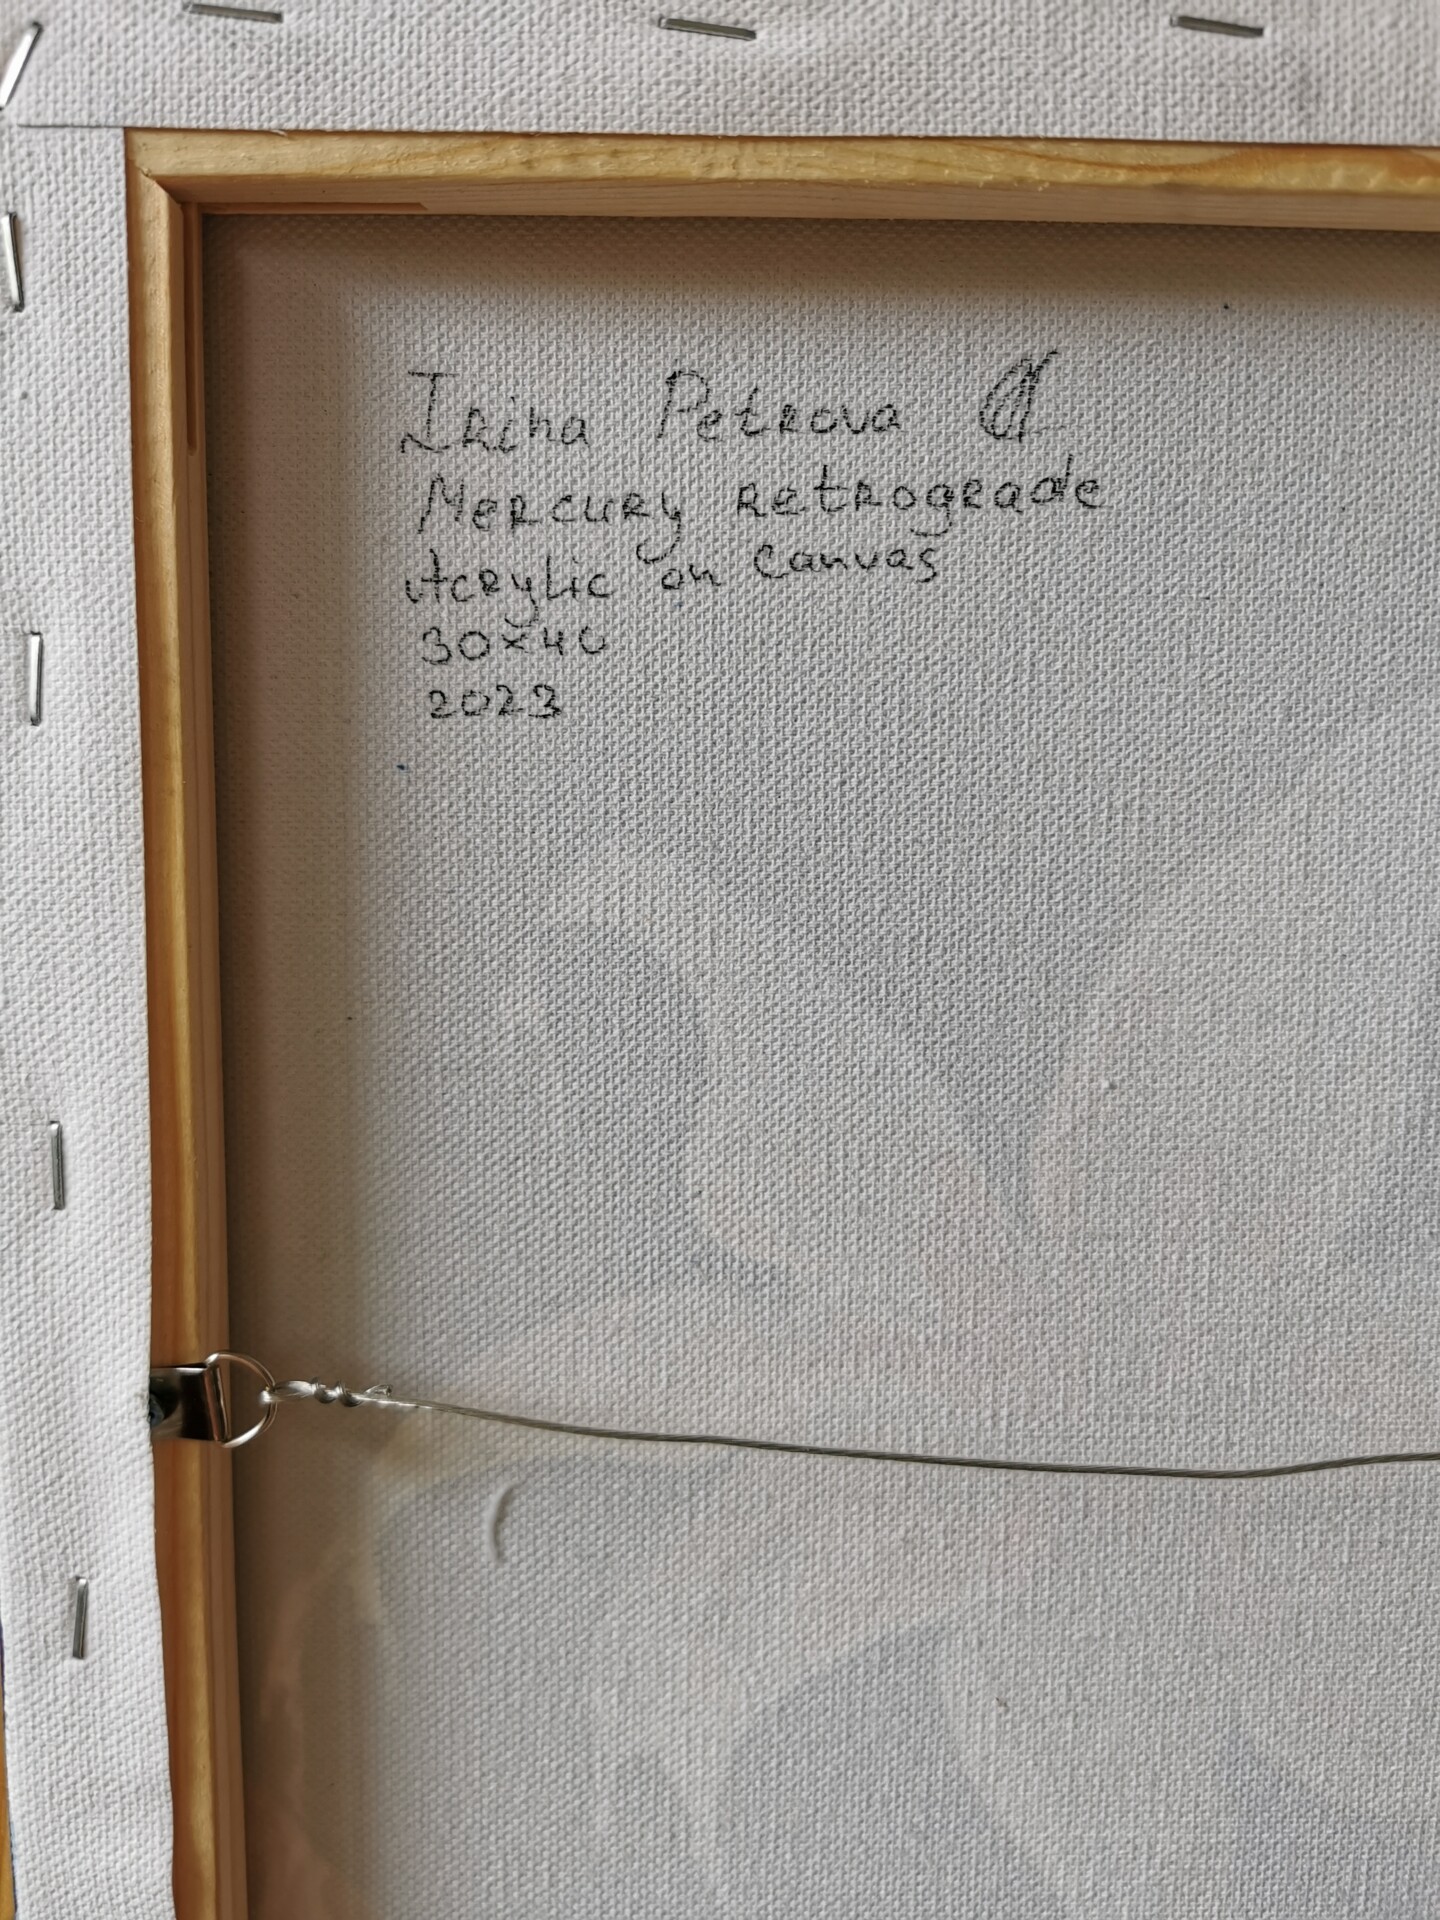 Irina Petrova
Mercury retrograde
Acrylic on canvas
30x40
2023